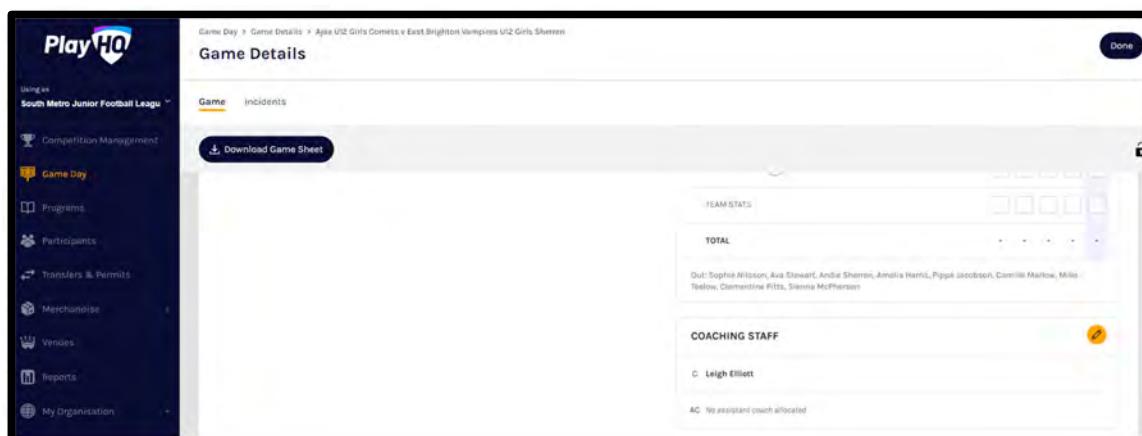 PlayHQ
Using as
South Metro Junior Football Leagu
Competition Management
Game Day
Programs
Participants
Transfers & Permits
Merchandise
Venues
Reports
My Organisation
Game Day > Game Details > Ajax U12 Girls Comets v East Brighton Vampires U12 Girls Sherren
Game Details
Done
Game Incidents
Download Game Sheet
TEAM STATS
TOTAL - - - - -
Out: Sophie Nilsson, Ava Stewart, Andie Sherren, Amelia Harris, Pippa Jacobson, Camille Marlow, Milla
Teelow, Clementine Pitts, Sienna McPherson
COACHING STAFF
C Leigh Elliott
AC No assistant coach allocated